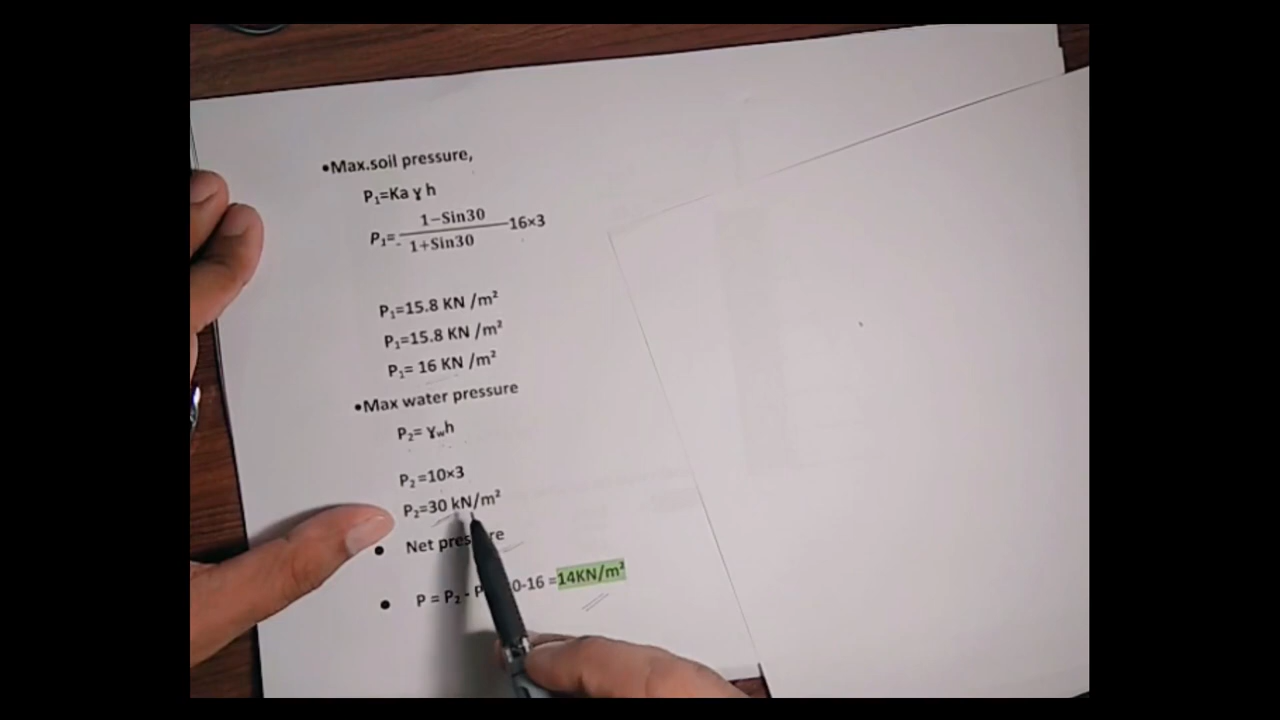 •Max.soil pressure,
P₁=Ka ɣ h
P₁= 1−Sin30 / 1+Sin30 16×3
P₁=15.8 KN /m²
P₁=15.8 KN /m²
P₁= 16 KN /m²
•Max water pressure
P₂= ɣwh
P₂ =10×3
P₂=30 kN/m²
• Net pressure
• P = P₂ - P 0-16 =14KN/m²